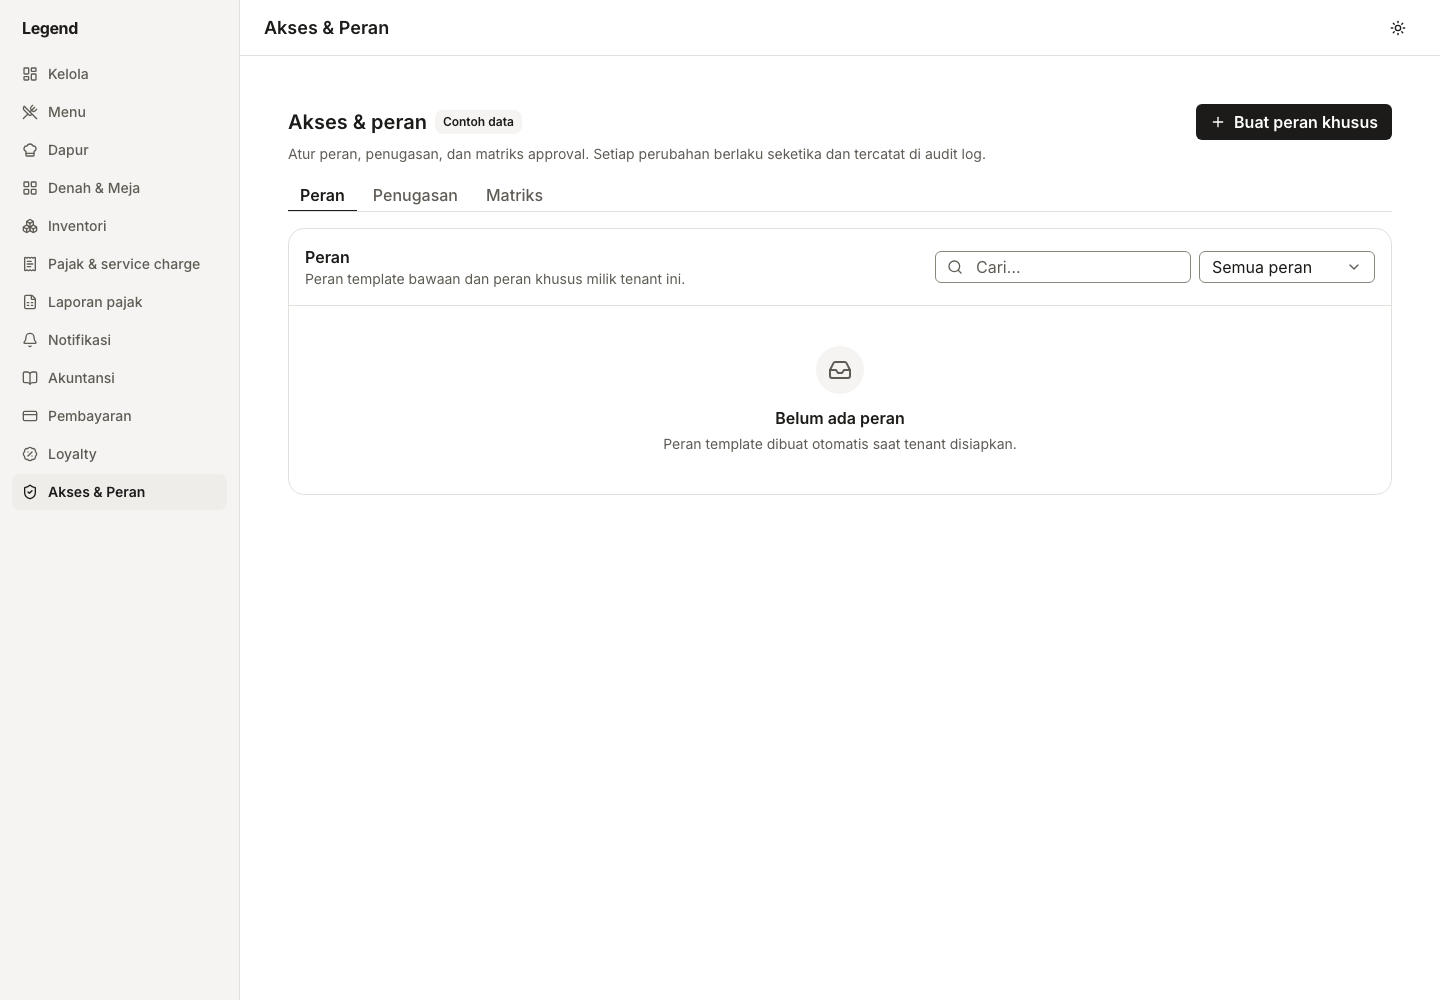 Legend
Kelola
Menu
Dapur
Denah & Meja
Inventori
Pajak & service charge
Laporan pajak
Notifikasi
Akuntansi
Pembayaran
Loyalty
Akses & Peran
Akses & Peran
Akses & peran Contoh data
Buat peran khusus
Atur peran, penugasan, dan matriks approval. Setiap perubahan berlaku seketika dan tercatat di audit log.
Peran Penugasan Matriks
Peran
Peran template bawaan dan peran khusus milik tenant ini.
Cari...
Semua peran
Belum ada peran
Peran template dibuat otomatis saat tenant disiapkan.